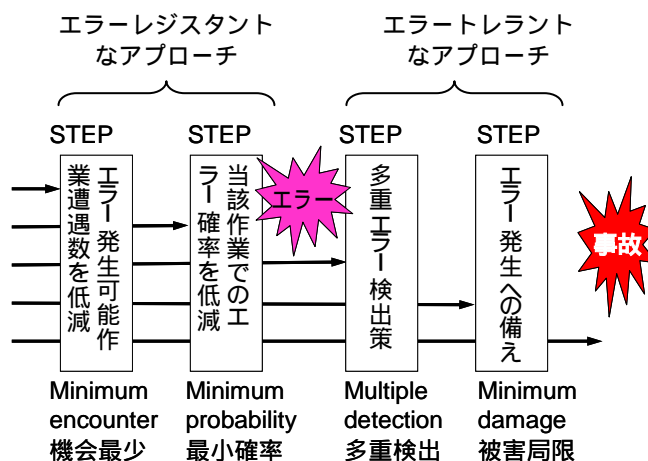 エラーレジスタント
なアプローチ
エラートレラント
なアプローチ
STEP
STEP
STEP
STEP
エラー発生可能作
業遭遇数を低減
当該作業でのエ
ラー確率を低減
エラー
多重エラー検出策
エラー発生への備え
事故
Minimum
encounter
機会最少
Minimum
probability
最小確率
Multiple
detection
多重検出
Minimum
damage
被害局限